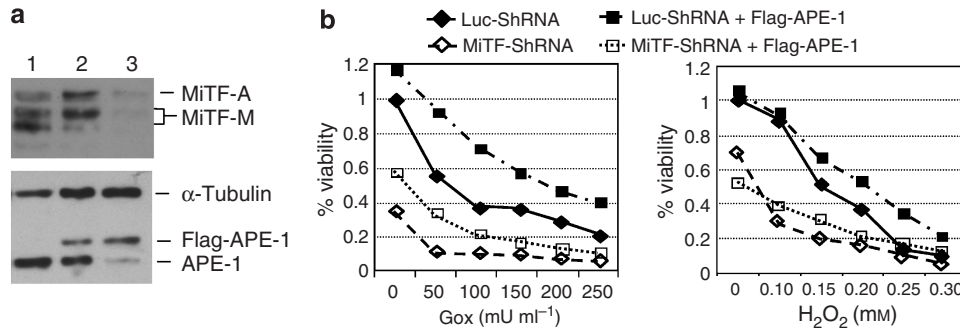 a
1 2 3
MiTF-A
MiTF-M
α-Tubulin
Flag-APE-1
APE-1
b
Luc-ShRNA
Luc-ShRNA + Flag-APE-1
MiTF-ShRNA
MiTF-ShRNA + Flag-APE-1
% viability
1.2
1
0.8
0.6
0.4
0.2
0
0 50 100 150 200 250
Gox (mU ml⁻¹)
% viability
1.2
1
0.8
0.6
0.4
0.2
0
0 0.10 0.15 0.20 0.25 0.30
H₂O₂ (mM)